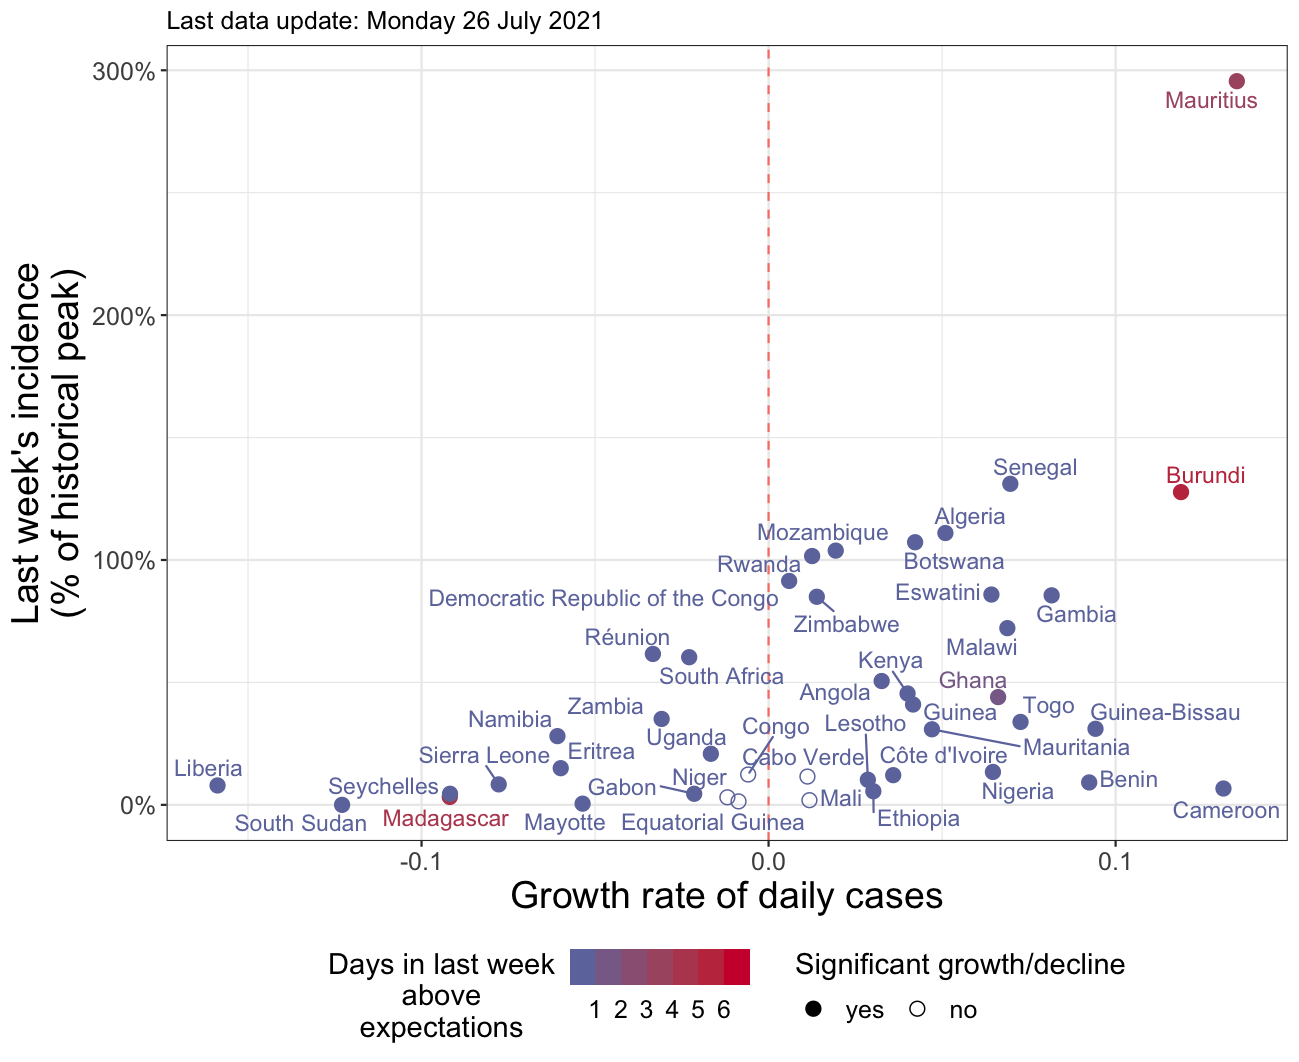 Last data update: Monday 26 July 2021
Last week's incidence
(% of historical peak)
300%
200%
100%
0%
Mauritius
Senegal
Burundi
Algeria
Mozambique
Botswana
Rwanda
Eswatini
Democratic Republic of the Congo
Gambia
Zimbabwe
Réunion
Malawi
Kenya
South Africa
Ghana
Angola
Zambia
Togo
Guinea-Bissau
Guinea
Namibia
Lesotho
Congo
Uganda
Mauritania
Eritrea
Sierra Leone
Cabo Verde
Côte d'Ivoire
Liberia
Niger
Benin
Seychelles
Gabon
Nigeria
Mali
Cameroon
South Sudan
Madagascar
Mayotte
Equatorial Guinea
Ethiopia
-0.1
0.0
0.1
Growth rate of daily cases
Days in last week
above
expectations
1 2 3 4 5 6
Significant growth/decline
yes
no